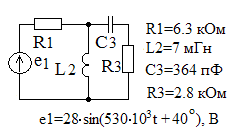 R1
C3
e1
L2
R3
R1=6.3 кОм
L2=7 мГн
C3=364 пФ
R3=2.8 кОм
e1=28·sin(530·10³t + 40°), В